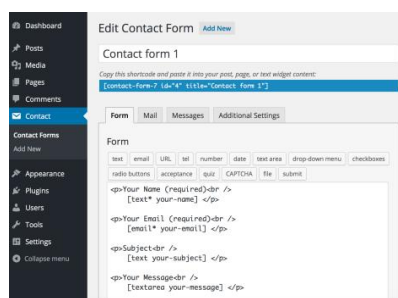 Dashboard
Posts
Media
Pages
Comments
Contact
Contact Forms
Add New
Appearance
Plugins
Users
Tools
Settings
Collapse menu
Edit Contact Form Add New
Contact form 1
Copy this shortcode and paste it into your post, page, or text widget content:
[contact-form-7 id="4" title="Contact form 1"]
Form Mail Messages Additional Settings
Form
text email URL tel number date text area drop-down menu checkboxes
radio buttons acceptance quiz CAPTCHA file submit
<p>Your Name (required)<br />
[text* your-name] </p>
<p>Your Email (required)<br />
[email* your-email] </p>
<p>Subject<br />
[text your-subject] </p>
<p>Your Message<br />
[textarea your-message] </p>